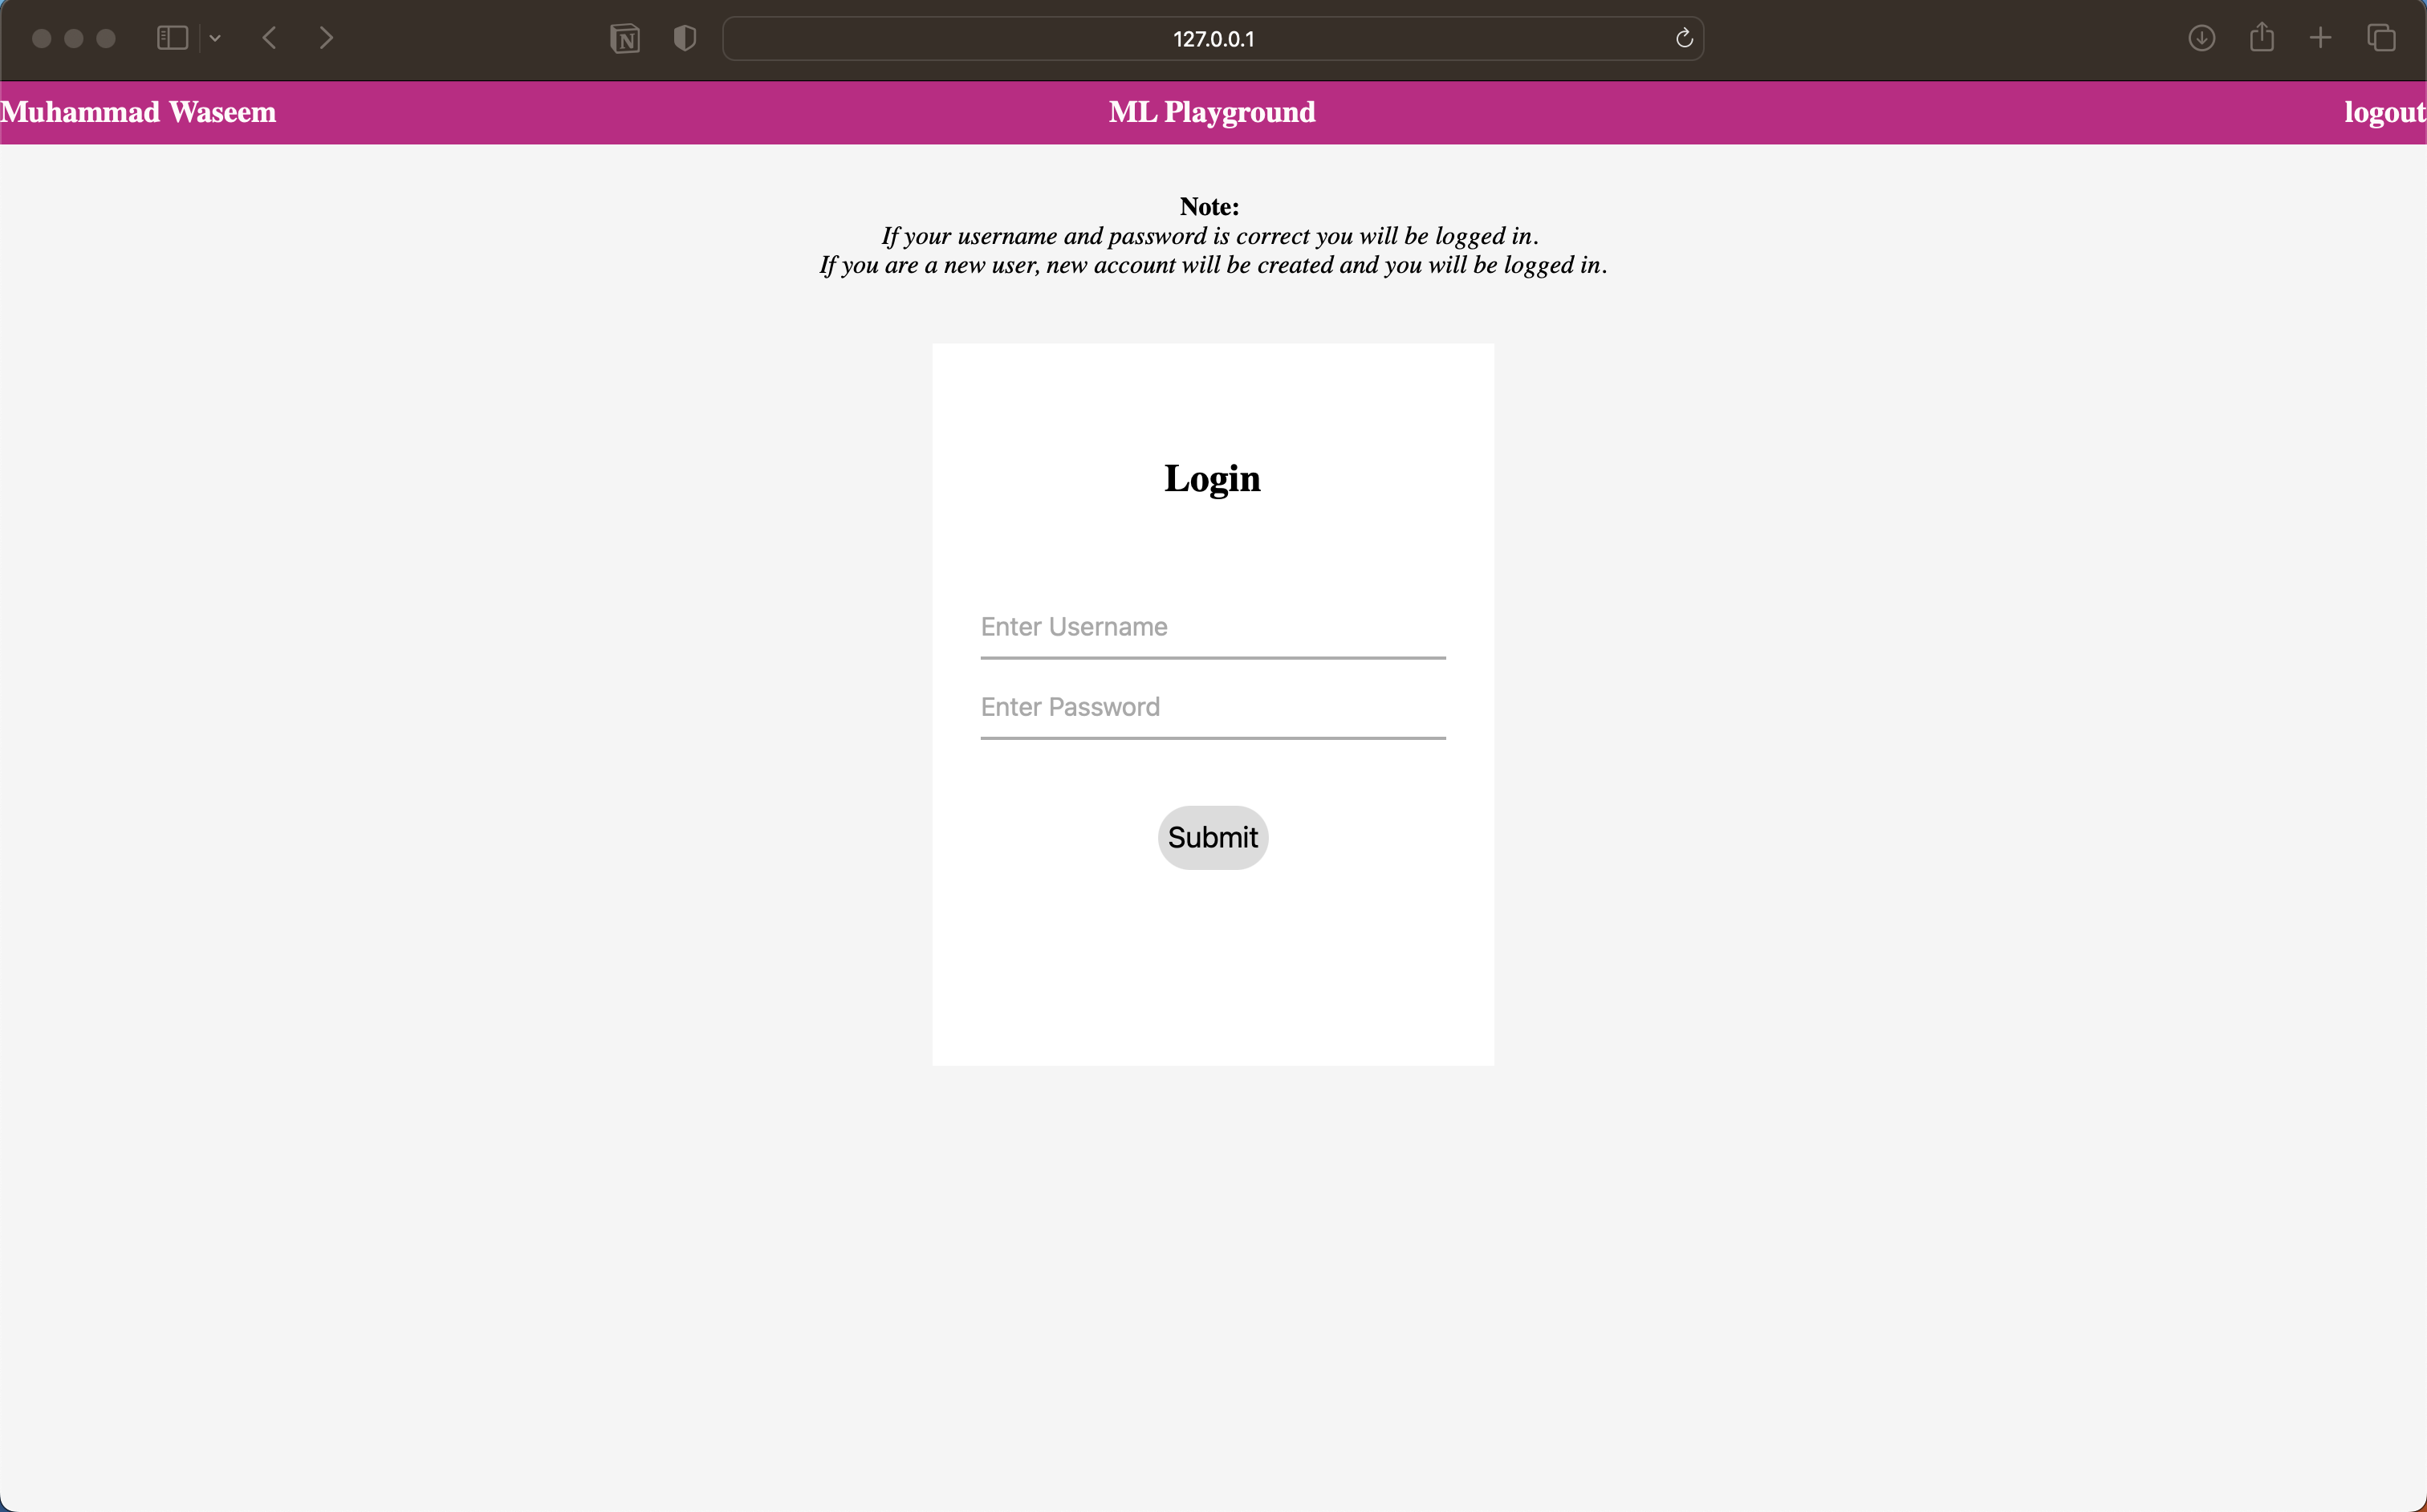 127.0.0.1
Muhammad Waseem
ML Playground
logout
Note:
If your username and password is correct you will be logged in.
If you are a new user, new account will be created and you will be logged in.
Login
Enter Username
Enter Password
Submit